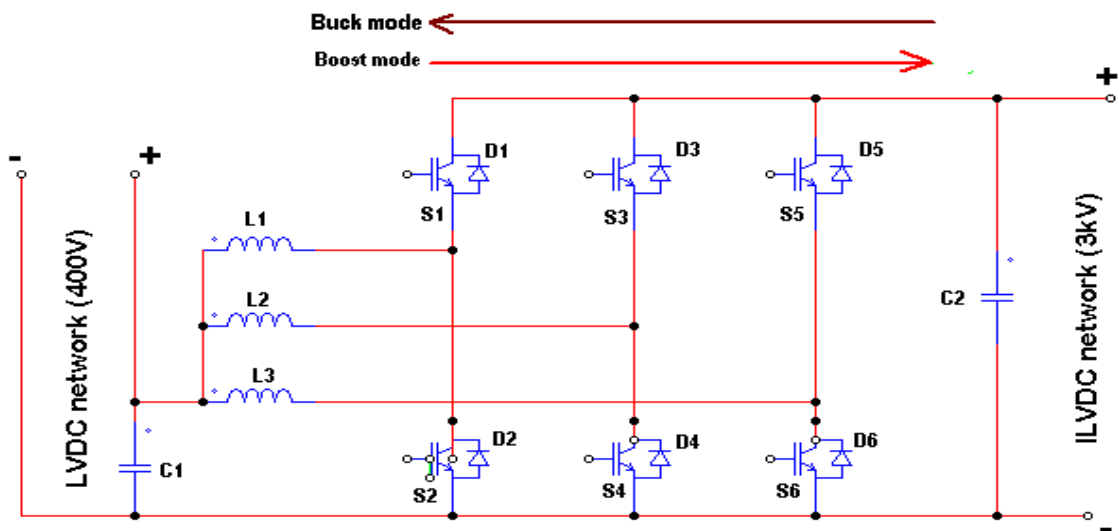 Buck mode
Boost mode
+
-
+
D1
D3
D5
S1
S3
S5
L1
L2
L3
LVDC network (400V)
C1
C2
ILVDC network (3kV)
D2
D4
D6
S2
S4
S6
-